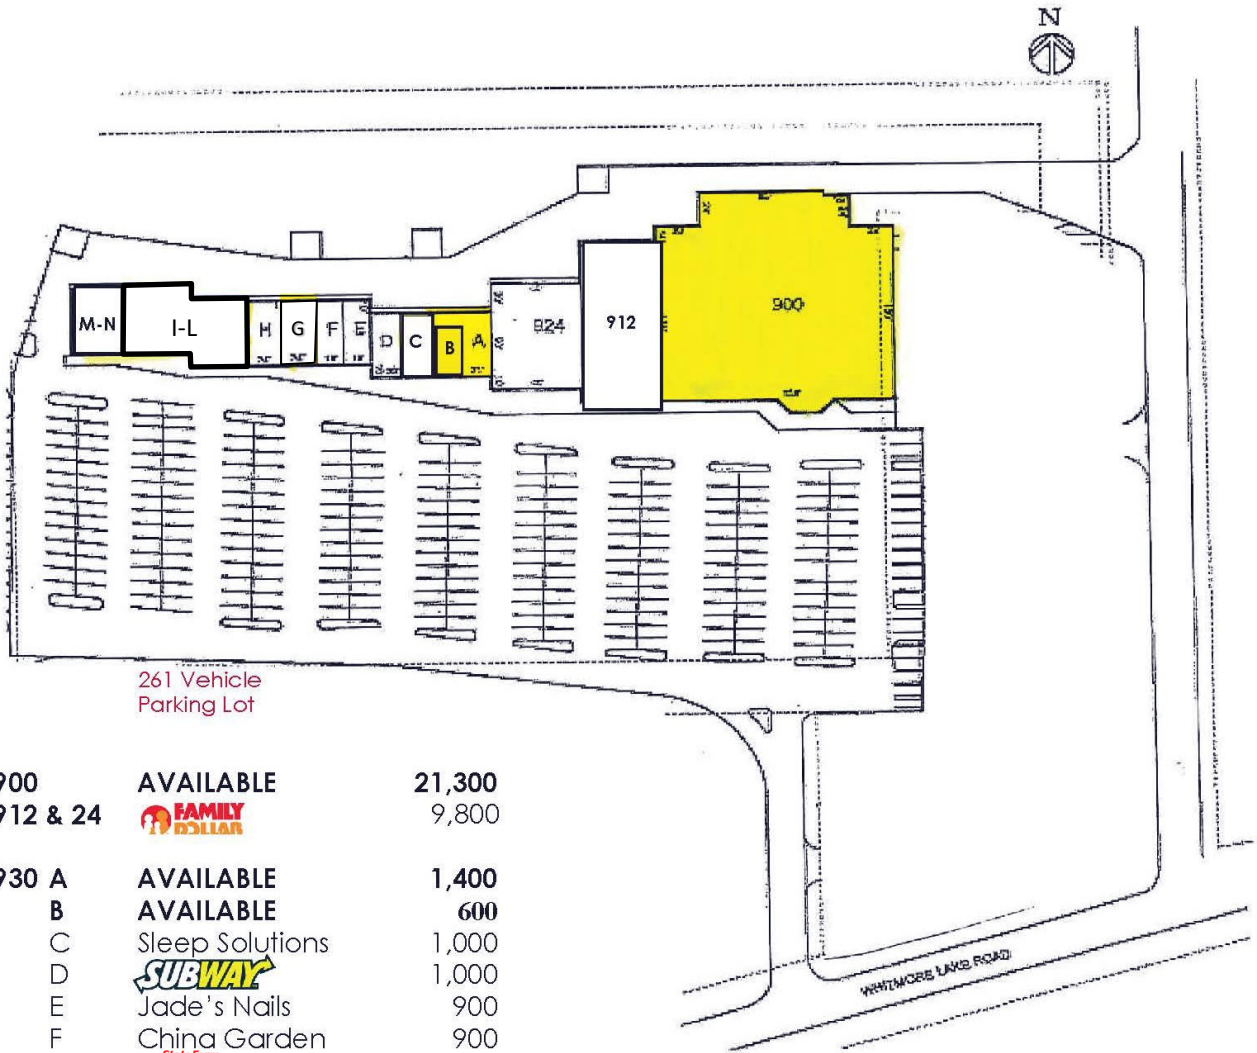 N
900
912
924
M-N
I-L
H
G
F
E
D
C
B
A
261 Vehicle
Parking Lot
900 AVAILABLE 21,300
912 & 24 FAMILY DOLLAR 9,800
930 A AVAILABLE 1,400
B AVAILABLE 600
C Sleep Solutions 1,000
D SUBWAY 1,000
E Jade's Nails 900
F China Garden 900
WHITMORE LAKE ROAD